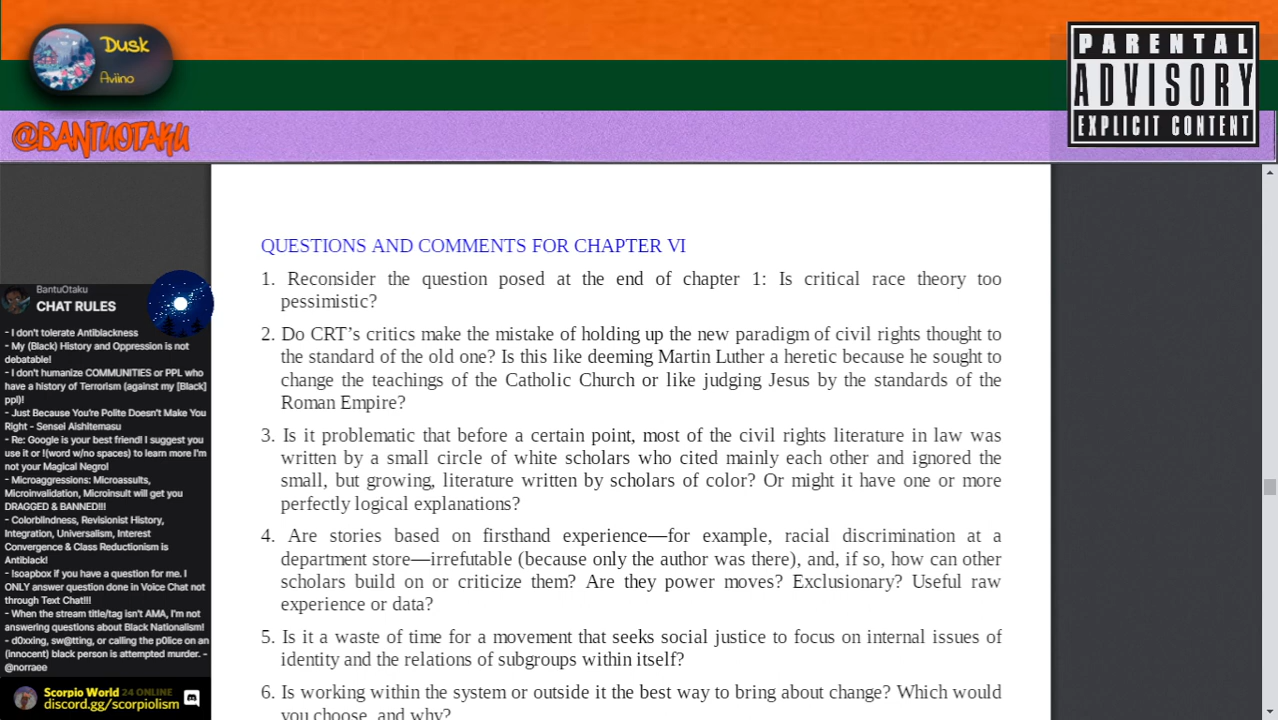 Dusk
Aviino
PARENTAL
ADVISORY
EXPLICIT CONTENT
@BANTUOTAKU
QUESTIONS AND COMMENTS FOR CHAPTER VI
1. Reconsider the question posed at the end of chapter 1: Is critical race theory too
pessimistic?
2. Do CRT’s critics make the mistake of holding up the new paradigm of civil rights thought to
the standard of the old one? Is this like deeming Martin Luther a heretic because he sought to
change the teachings of the Catholic Church or like judging Jesus by the standards of the
Roman Empire?
3. Is it problematic that before a certain point, most of the civil rights literature in law was
written by a small circle of white scholars who cited mainly each other and ignored the
small, but growing, literature written by scholars of color? Or might it have one or more
perfectly logical explanations?
4. Are stories based on firsthand experience—for example, racial discrimination at a
department store—irrefutable (because only the author was there), and, if so, how can other
scholars build on or criticize them? Are they power moves? Exclusionary? Useful raw
experience or data?
5. Is it a waste of time for a movement that seeks social justice to focus on internal issues of
identity and the relations of subgroups within itself?
6. Is working within the system or outside it the best way to bring about change? Which would
you choose, and why?
BantuOtaku
CHAT RULES
- I don't tolerate Antiblackness
- My (Black) History and Oppression is not
debatable!
- I don't humanize COMMUNITIES or PPL who
have a history of Terrorism (against my [Black]
ppl)!
- Just Because You're Polite Doesn't Make You
Right - Sensei Aishitemasu
- Re: Google is your best friend! I suggest you
use it or !(word w/no spaces) to learn more I'm
not your Magical Negro!
- Microaggressions: Microassults,
Microinvalidation, Microinsult will get you
DRAGGED & BANNED!!!
- Colorblindness, Revisionist History,
Integration, Universalism, Interest
Convergence & Class Reductionism is
Antiblack!
- !soapbox if you have a question for me. I
ONLY answer question done in Voice Chat not
through Text Chat!!!
- When the stream title/tag isn't AMA, I'm not
answering questions about Black Nationalism!
- d0xxing, sw@tting, or calling the p0lice on an
(innocent) black person is attempted murder. -
@norraee
Scorpio World 24 ONLINE
discord.gg/scorpiolism